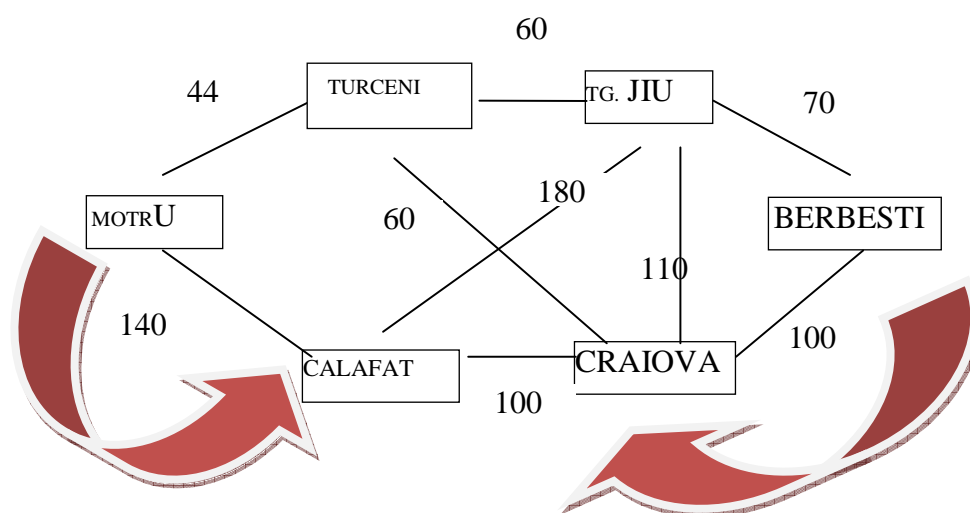 60
44
TURCENI
TG. JIU
70
MOTRU
60
180
BERBESTI
110
140
CALAFAT
CRAIOVA
100
100